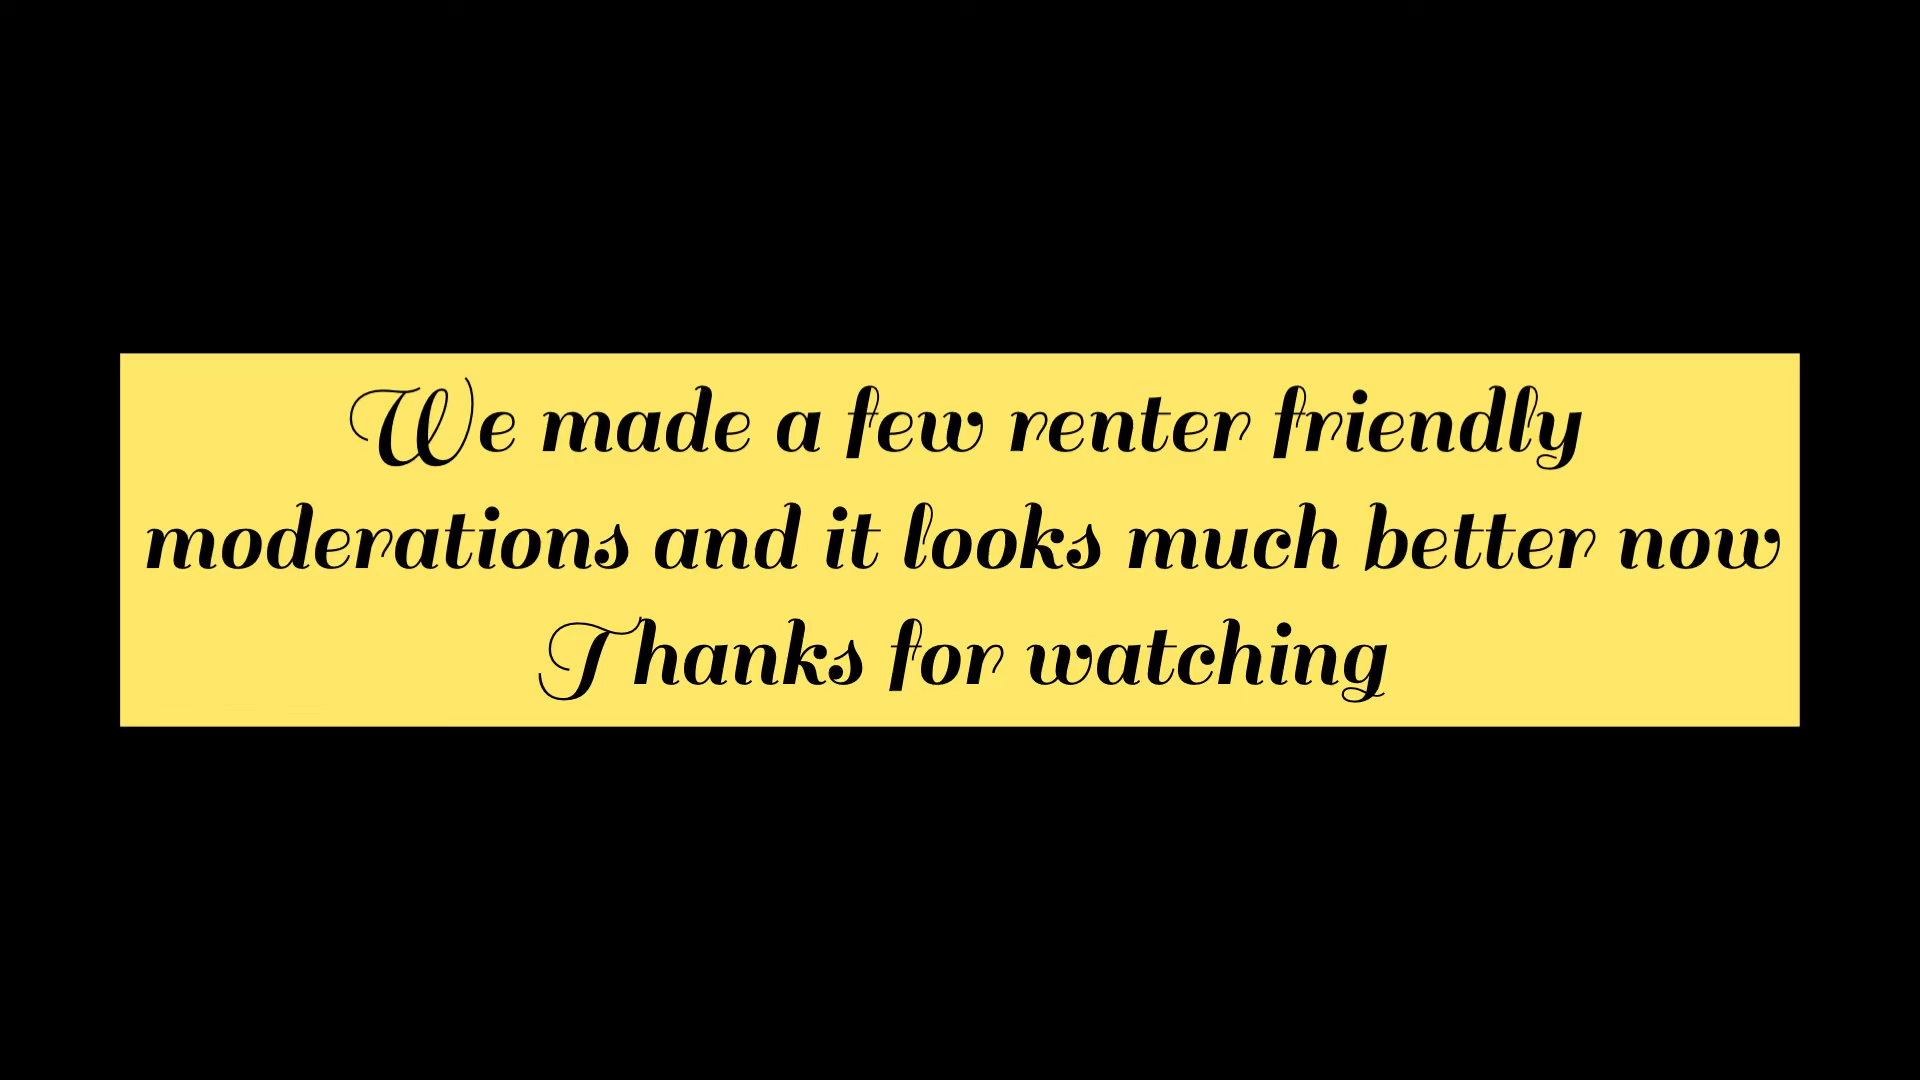 We made a few renter friendly
moderations and it looks much better now
Thanks for watching